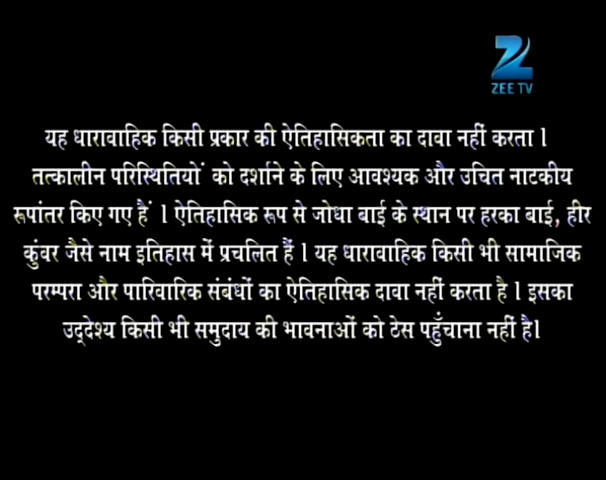 ZEE TV
यह धारावाहिक किसी प्रकार की ऐतिहासिकता का दावा नहीं करता l
तत्कालीन परिस्थितियों को दर्शाने के लिए आवश्यक और उचित नाटकीय
रूपांतर किए गए हैं l ऐतिहासिक रूप से जोधा बाई के स्थान पर हरका बाई, हीर
कुंवर जैसे नाम इतिहास में प्रचलित हैं l यह धारावाहिक किसी भी सामाजिक
परम्परा और पारिवारिक संबंधों का ऐतिहासिक दावा नहीं करता है l इसका
उद्देश्य किसी भी समुदाय की भावनाओं को ठेस पहुँचाना नहीं है।